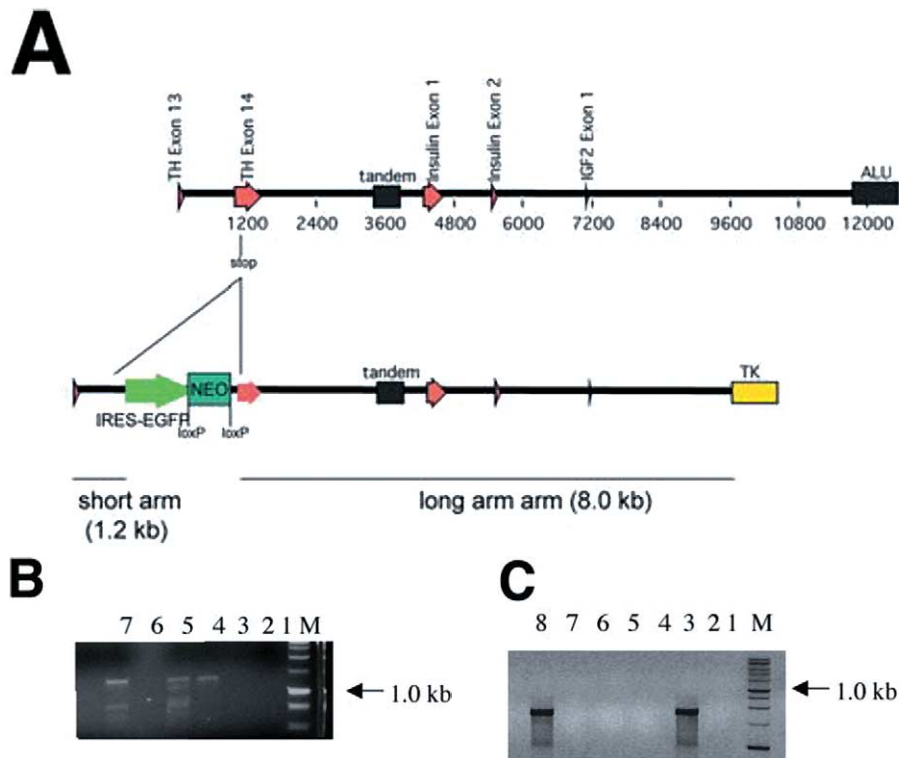 A
TH Exon 13
TH Exon 14
tandem
Insulin Exon 1
Insulin Exon 2
IGF2 Exon 1
ALU
1200 2400 3600 4800 6000 7200 8400 9600 10800 12000
stop
tandem
TK
NEO
IRES-EGFP
loxP loxP
short arm
(1.2 kb)
long arm arm (8.0 kb)
B
7 6 5 4 3 2 1 M
1.0 kb
C
8 7 6 5 4 3 2 1 M
1.0 kb